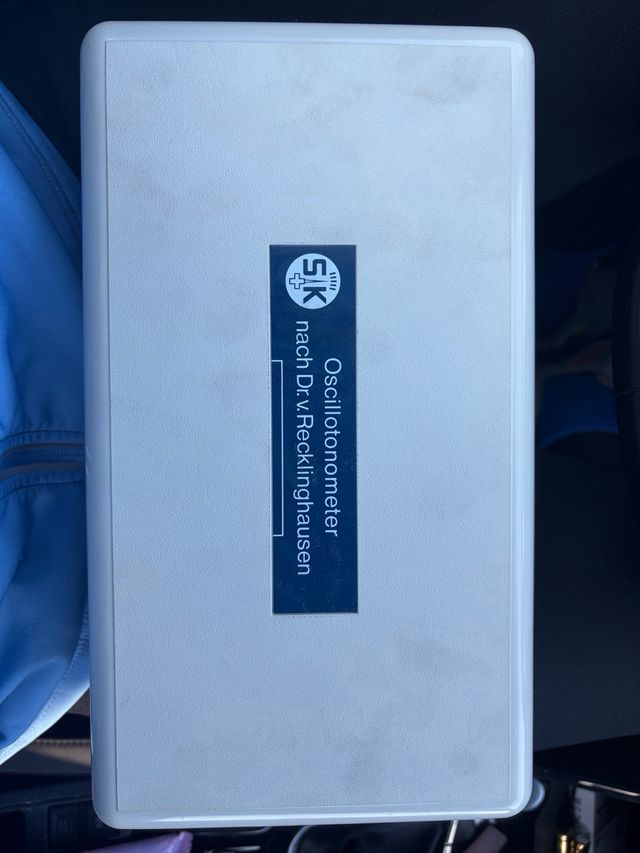 SK
Oscillotonometer
nach Dr.v.Recklinghausen